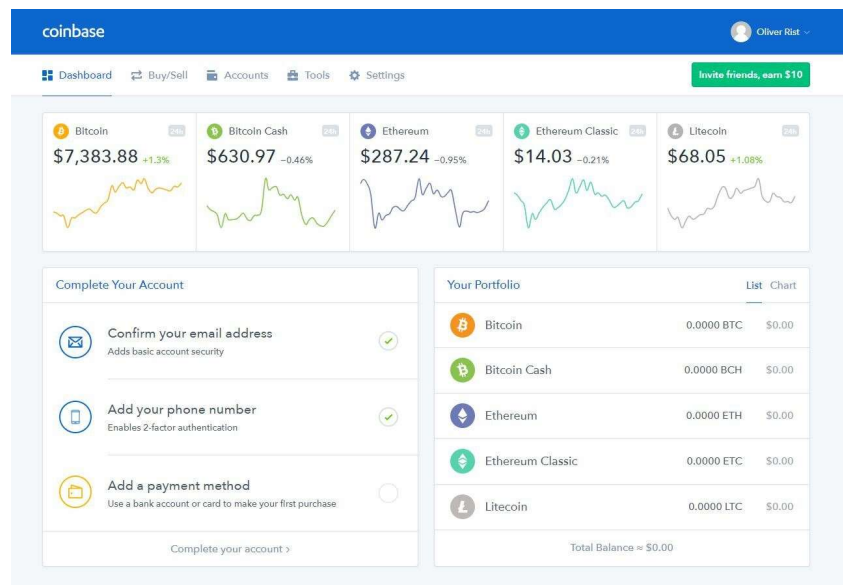 coinbase
Oliver Rist
Dashboard Buy/Sell Accounts Tools Settings
Invite friends, earn $10
Bitcoin 24h
$7,383.88 +1.3%
Bitcoin Cash 24h
$630.97 -0.46%
Ethereum 24h
$287.24 -0.95%
Ethereum Classic 24h
$14.03 -0.21%
Litecoin 24h
$68.05 +1.08%
Complete Your Account
Confirm your email address
Adds basic account security
Add your phone number
Enables 2-factor authentication
Add a payment method
Use a bank account or card to make your first purchase
Complete your account >
Your Portfolio List Chart
Bitcoin 0.0000 BTC $0.00
Bitcoin Cash 0.0000 BCH $0.00
Ethereum 0.0000 ETH $0.00
Ethereum Classic 0.0000 ETC $0.00
Litecoin 0.0000 LTC $0.00
Total Balance ≈ $0.00